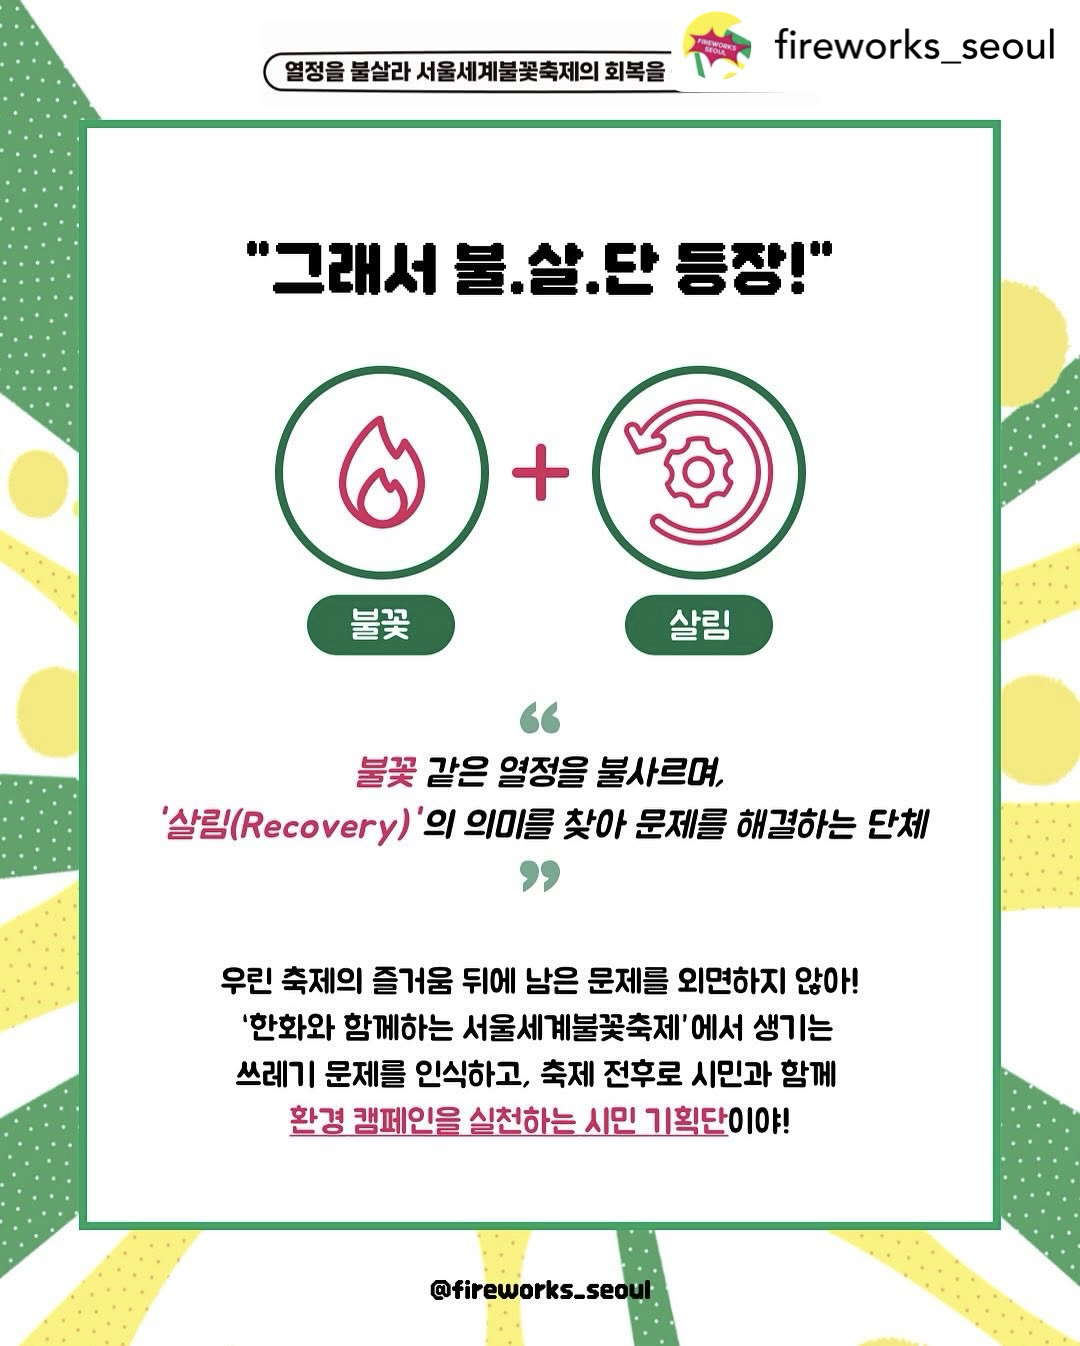 열정을 불살라 서울세계불꽃축제의 회복을
FIREWORKS
SEOUL
fireworks_seoul
"그래서 불.살.단 등장!"
불꽃
살림
“
불꽃 같은 열정을 불사르며,
'살림(Recovery)'의 의미를 찾아 문제를 해결하는 단체
”
우린 축제의 즐거움 뒤에 남은 문제를 외면하지 않아!
‘한화와 함께하는 서울세계불꽃축제’에서 생기는
쓰레기 문제를 인식하고, 축제 전후로 시민과 함께
환경 캠페인을 실천하는 시민 기획단이야!
@fireworks_seoul